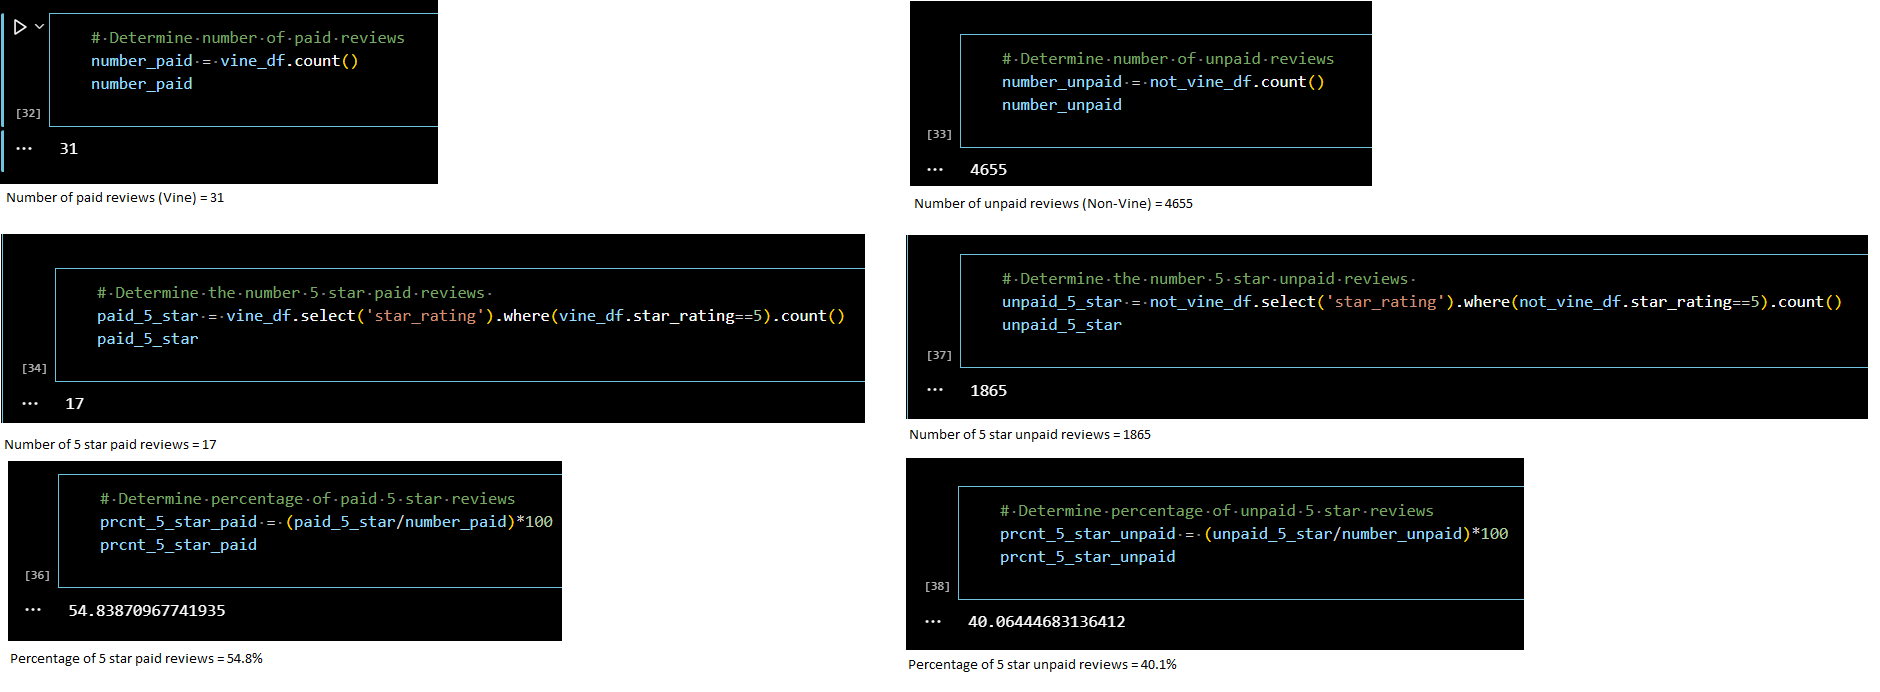 # Determine number of paid reviews
number_paid = vine_df.count()
number_paid
[32]
... 31
Number of paid reviews (Vine) = 31
# Determine number of unpaid reviews
number_unpaid = not_vine_df.count()
number_unpaid
[33]
... 4655
Number of unpaid reviews (Non-Vine) = 4655
# Determine the number 5 star paid reviews
paid_5_star = vine_df.select('star_rating').where(vine_df.star_rating==5).count()
paid_5_star
[34]
... 17
Number of 5 star paid reviews = 17
# Determine the number 5 star unpaid reviews
unpaid_5_star = not_vine_df.select('star_rating').where(not_vine_df.star_rating==5).count()
unpaid_5_star
[37]
... 1865
Number of 5 star unpaid reviews = 1865
# Determine percentage of paid 5 star reviews
prcnt_5_star_paid = (paid_5_star/number_paid)*100
prcnt_5_star_paid
[36]
... 54.83870967741935
Percentage of 5 star paid reviews = 54.8%
# Determine percentage of unpaid 5 star reviews
prcnt_5_star_unpaid = (unpaid_5_star/number_unpaid)*100
prcnt_5_star_unpaid
[38]
... 40.06444683136412
Percentage of 5 star unpaid reviews = 40.1%